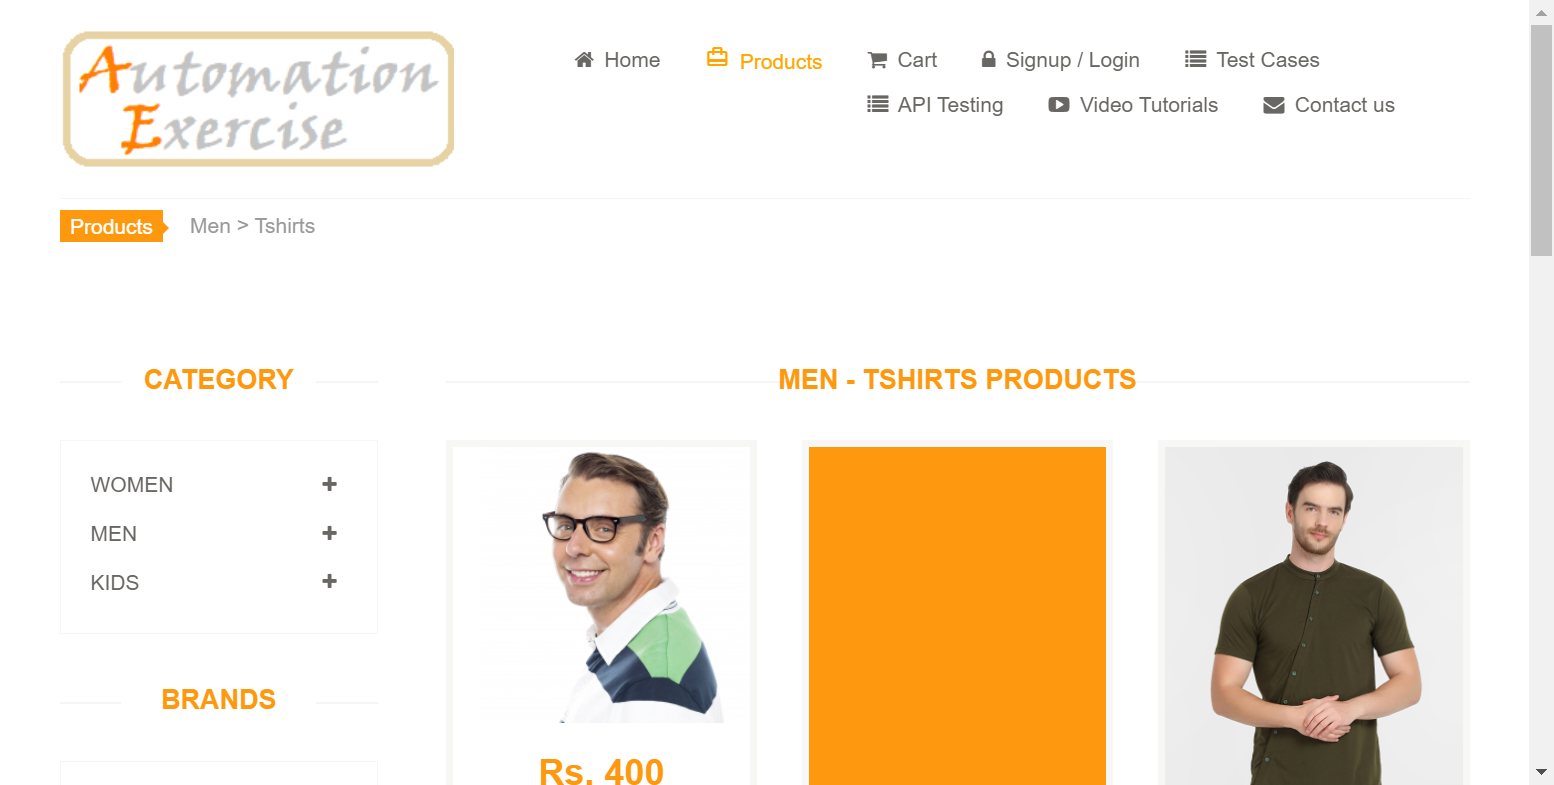 Automation
Exercise
Home
Products
Cart
Signup / Login
Test Cases
API Testing
Video Tutorials
Contact us
Products
Men > Tshirts
CATEGORY
MEN - TSHIRTS PRODUCTS
WOMEN
MEN
KIDS
BRANDS
Rs. 400